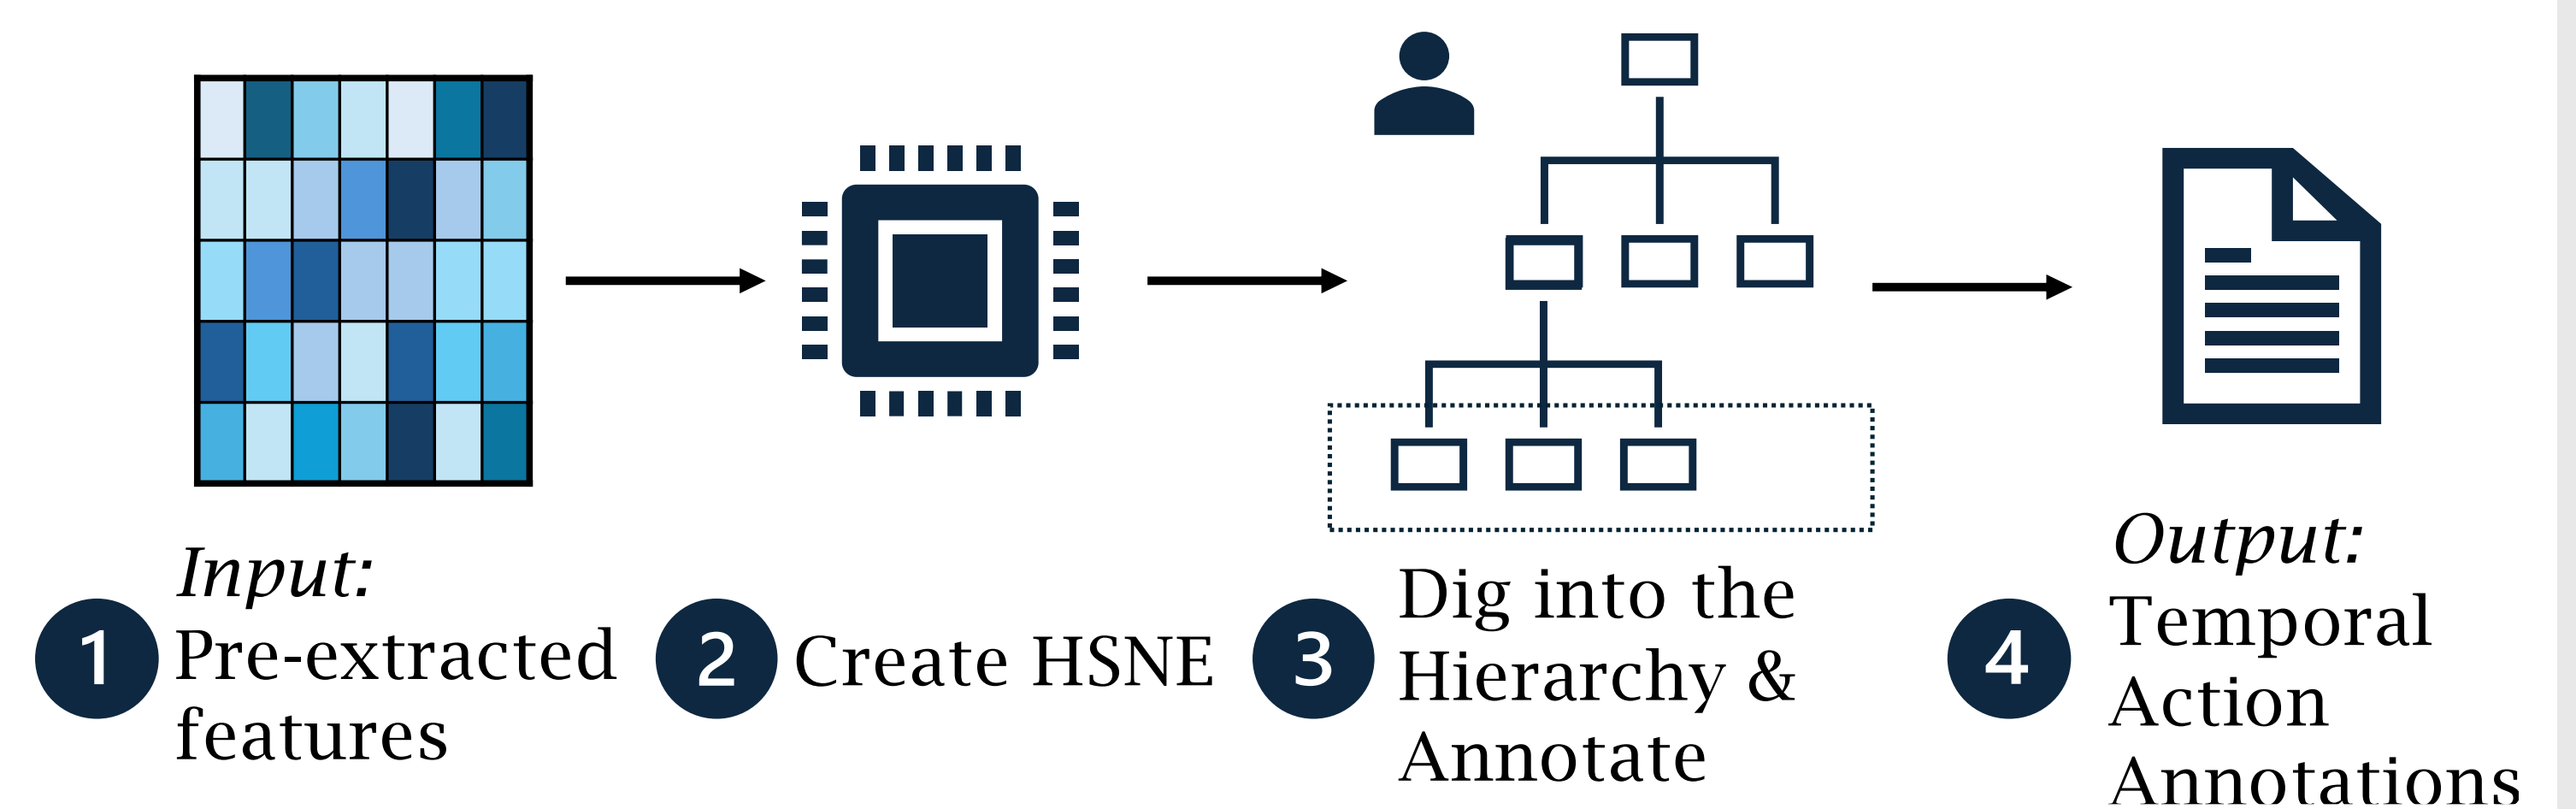 1
Input:
Pre-extracted
features
2
Create HSNE
3
Dig into the
Hierarchy &
Annotate
4
Output:
Temporal
Action
Annotations